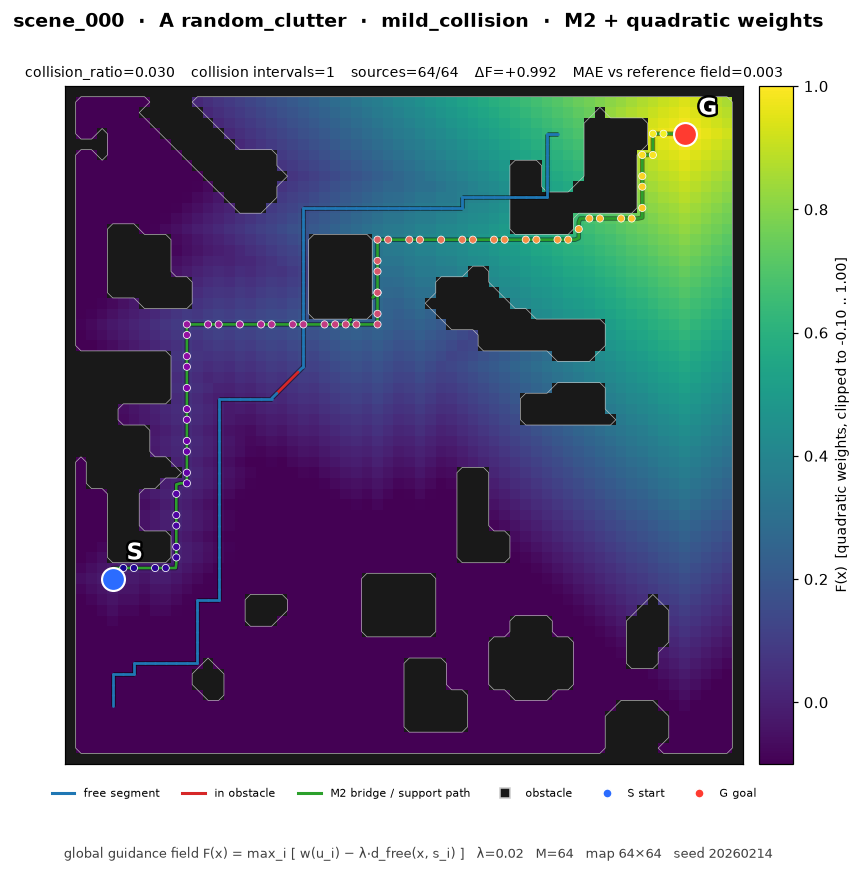 scene_000 · A random_clutter · mild_collision · M2 + quadratic weights
collision_ratio=0.030 collision intervals=1 sources=64/64 ΔF=+0.992 MAE vs reference field=0.003
G
S
1.0
0.8
0.6
0.4
0.2
0.0
F(x) [quadratic weights, clipped to -0.10 .. 1.00]
free segment
in obstacle
M2 bridge / support path
obstacle
S start
G goal
global guidance field F(x) = max_i [ w(u_i) − λ·d_free(x, s_i) ] λ=0.02 M=64 map 64×64 seed 20260214